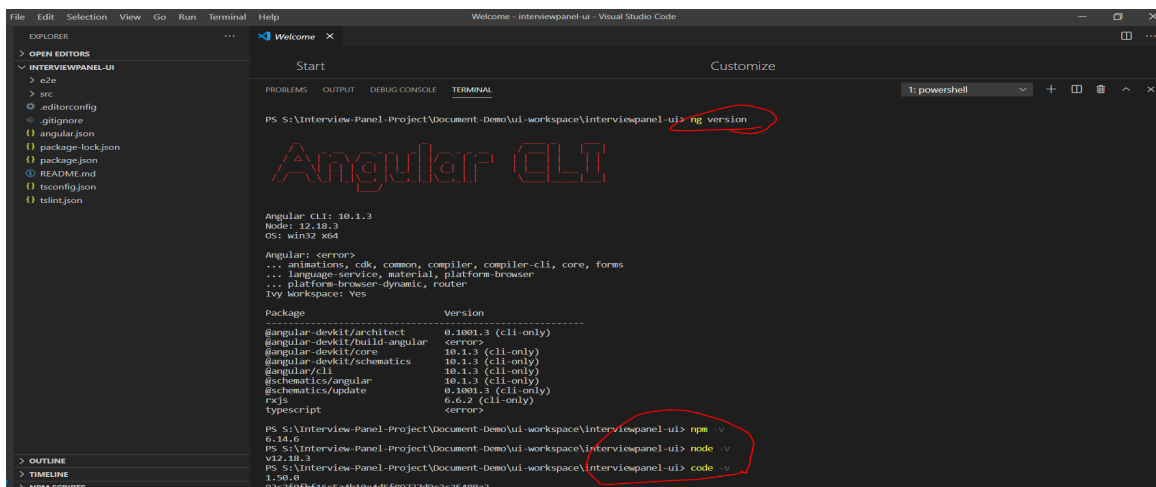 File Edit Selection View Go Run Terminal Help Welcome - interviewpanel-ui - Visual Studio Code
EXPLORER
Welcome
OPEN EDITORS
INTERVIEWPANEL-UI
e2e
src
.editorconfig
.gitignore
angular.json
package-lock.json
package.json
README.md
tsconfig.json
tslint.json
OUTLINE
TIMELINE
NPM SCRIPTS
Start Customize
PROBLEMS OUTPUT DEBUG CONSOLE TERMINAL 1: powershell
PS S:\Interview-Panel-Project\Document-Demo\ui-workspace\interviewpanel-ui> ng version
Angular CLI
Angular CLI: 10.1.3
Node: 12.18.3
OS: win32 x64
Angular: <error>
... animations, cdk, common, compiler, compiler-cli, core, forms
... language-service, material, platform-browser
... platform-browser-dynamic, router
Ivy Workspace: Yes
Package Version
------------------------------------------------------
@angular-devkit/architect 0.1001.3 (cli-only)
@angular-devkit/build-angular <error>
@angular-devkit/core 10.1.3 (cli-only)
@angular-devkit/schematics 10.1.3 (cli-only)
@angular/cli 10.1.3 (cli-only)
@schematics/angular 10.1.3 (cli-only)
@schematics/update 0.1001.3 (cli-only)
rxjs 6.6.2 (cli-only)
typescript <error>
PS S:\Interview-Panel-Project\Document-Demo\ui-workspace\interviewpanel-ui> npm -v
6.14.6
PS S:\Interview-Panel-Project\Document-Demo\ui-workspace\interviewpanel-ui> node -v
v12.18.3
PS S:\Interview-Panel-Project\Document-Demo\ui-workspace\interviewpanel-ui> code -v
1.50.0